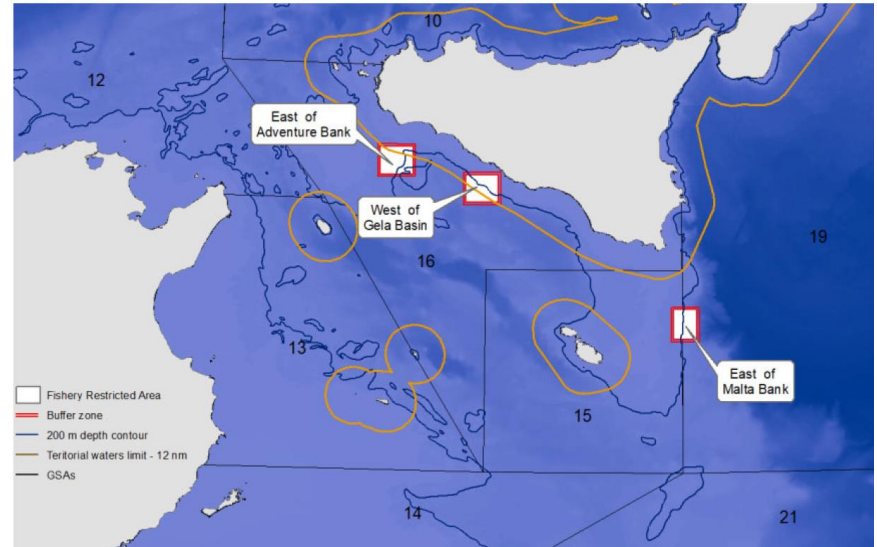 10
12
East of
Adventure Bank
West of
Gela Basin
19
16
13
East of
Malta Bank
15
Fishery Restricted Area
Buffer zone
200 m depth contour
Teritorial waters limit - 12 nm
GSAs
14
21